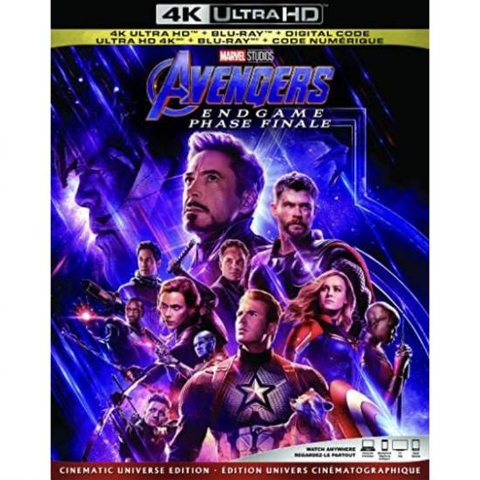 4K ULTRA HD™
4K ULTRA HD™ + BLU-RAY™ + DIGITAL CODE
ULTRA HD 4K™ + BLU-RAY™ + CODE NUMÉRIQUE
MARVEL STUDIOS
AVENGERS
ENDGAME
PHASE FINALE
WATCH ANYWHERE
REGARDEZ-LE PARTOUT
CINEMATIC UNIVERSE EDITION • ÉDITION UNIVERS CINÉMATOGRAPHIQUE